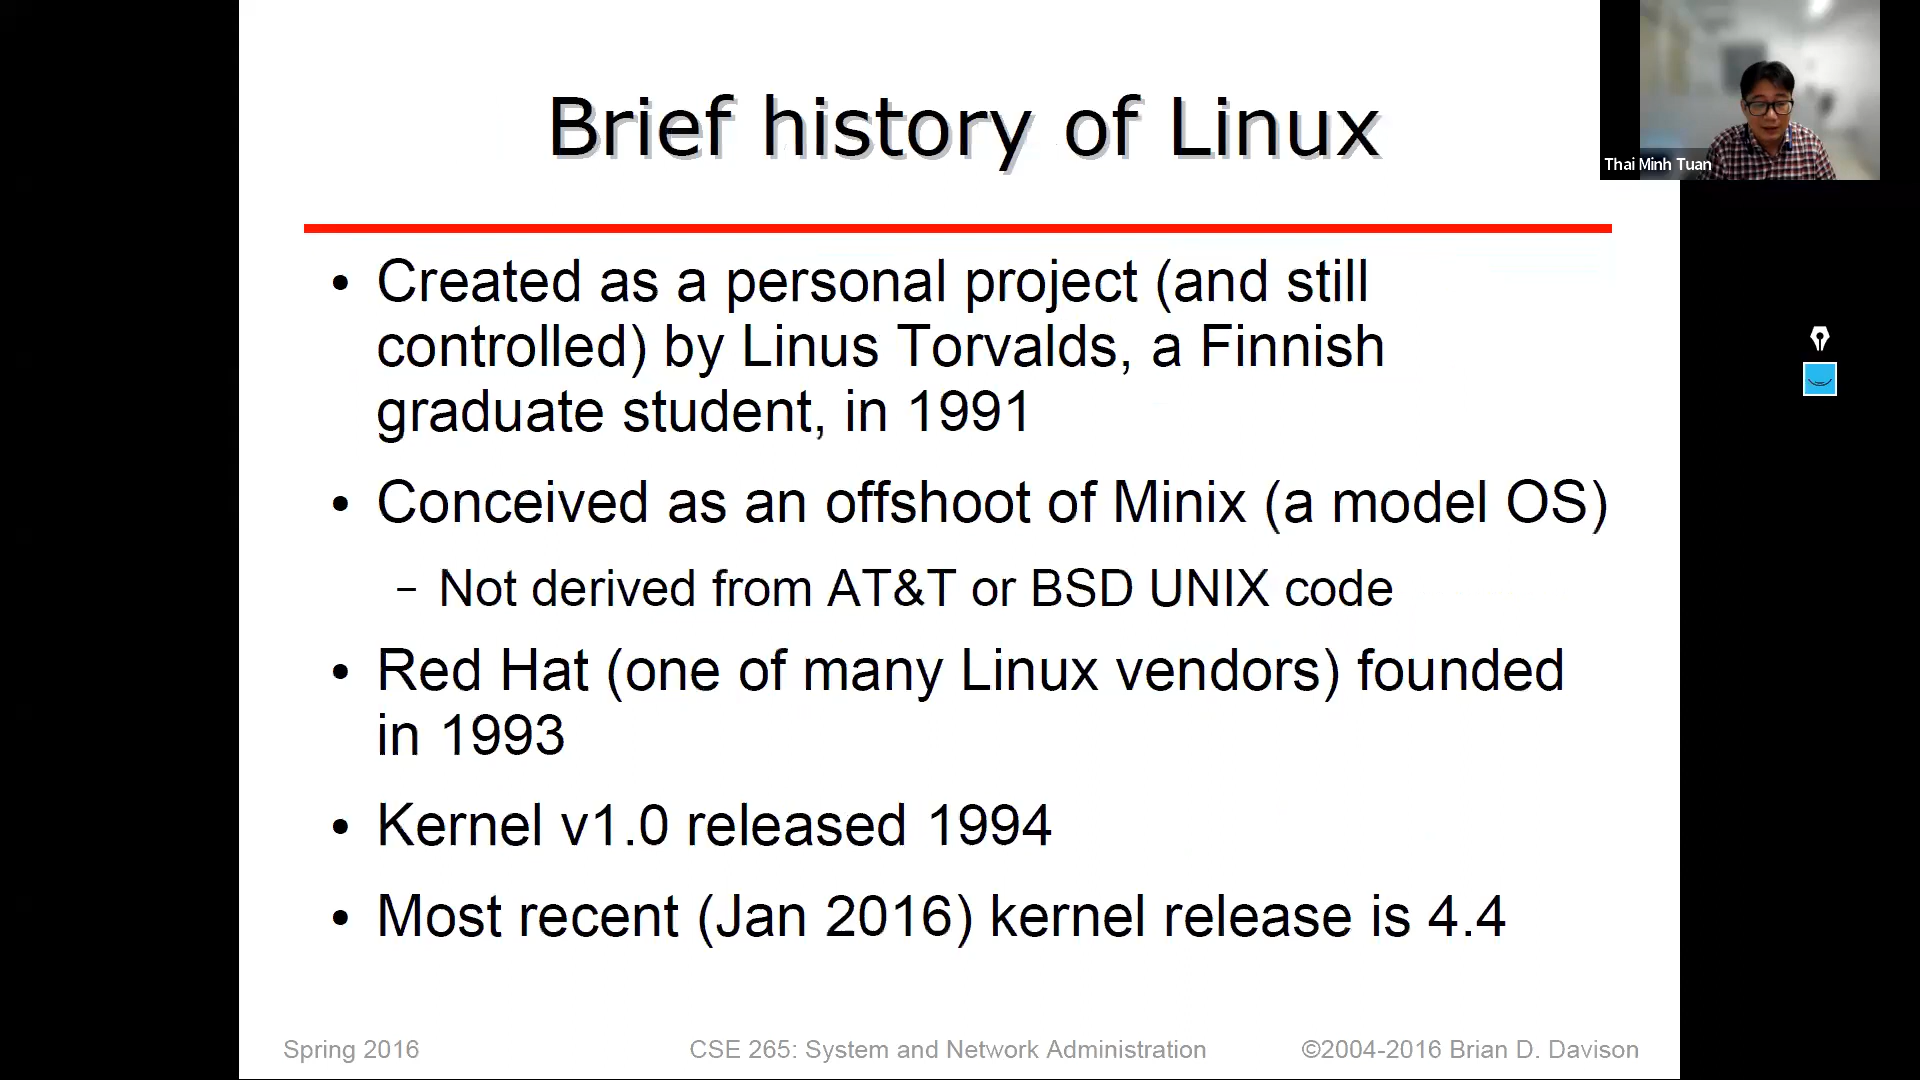 Brief history of Linux
Thai Minh Tuan
• Created as a personal project (and still
controlled) by Linus Torvalds, a Finnish
graduate student, in 1991
• Conceived as an offshoot of Minix (a model OS)
– Not derived from AT&T or BSD UNIX code
• Red Hat (one of many Linux vendors) founded
in 1993
• Kernel v1.0 released 1994
• Most recent (Jan 2016) kernel release is 4.4
Spring 2016
CSE 265: System and Network Administration
©2004-2016 Brian D. Davison